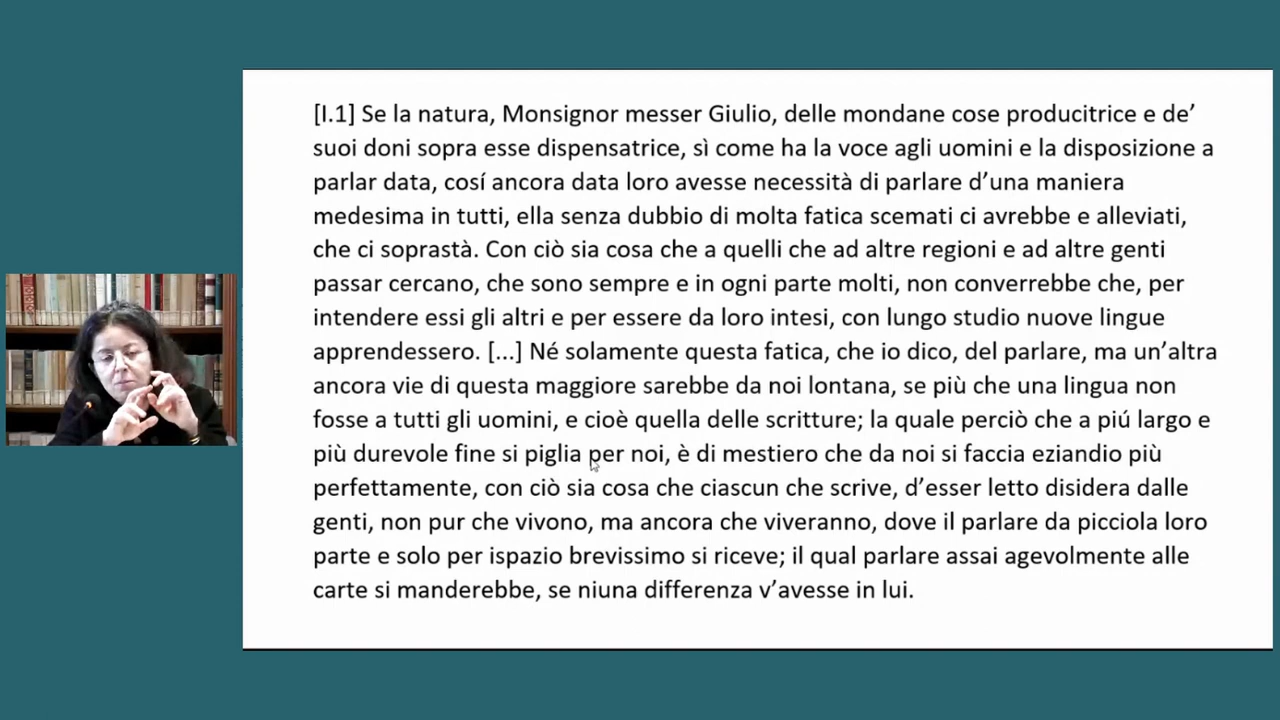 [I.1] Se la natura, Monsignor messer Giulio, delle mondane cose producitrice e de’
suoi doni sopra esse dispensatrice, sì come ha la voce agli uomini e la disposizione a
parlar data, cosí ancora data loro avesse necessità di parlare d’una maniera
medesima in tutti, ella senza dubbio di molta fatica scemati ci avrebbe e alleviati,
che ci soprastà. Con ciò sia cosa che a quelli che ad altre regioni e ad altre genti
passar cercano, che sono sempre e in ogni parte molti, non converrebbe che, per
intendere essi gli altri e per essere da loro intesi, con lungo studio nuove lingue
apprendessero. [...] Né solamente questa fatica, che io dico, del parlare, ma un’altra
ancora vie di questa maggiore sarebbe da noi lontana, se più che una lingua non
fosse a tutti gli uomini, e cioè quella delle scritture; la quale perciò che a piú largo e
più durevole fine si piglia per noi, è di mestiero che da noi si faccia eziandio più
perfettamente, con ciò sia cosa che ciascun che scrive, d’esser letto disidera dalle
genti, non pur che vivono, ma ancora che viveranno, dove il parlare da picciola loro
parte e solo per ispazio brevissimo si riceve; il qual parlare assai agevolmente alle
carte si manderebbe, se niuna differenza v’avesse in lui.